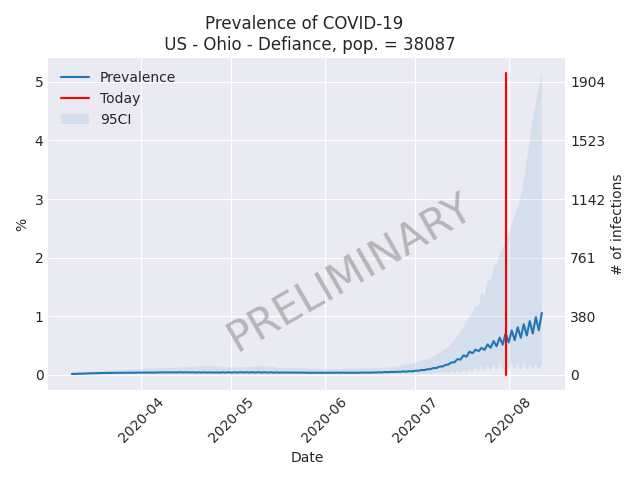 Prevalence of COVID-19
US - Ohio - Defiance, pop. = 38087
Prevalence
Today
95CI
5
4
3
2
1
0
%
1904
1523
1142
761
380
0
# of infections
PRELIMINARY
2020-04
2020-05
2020-06
2020-07
2020-08
Date